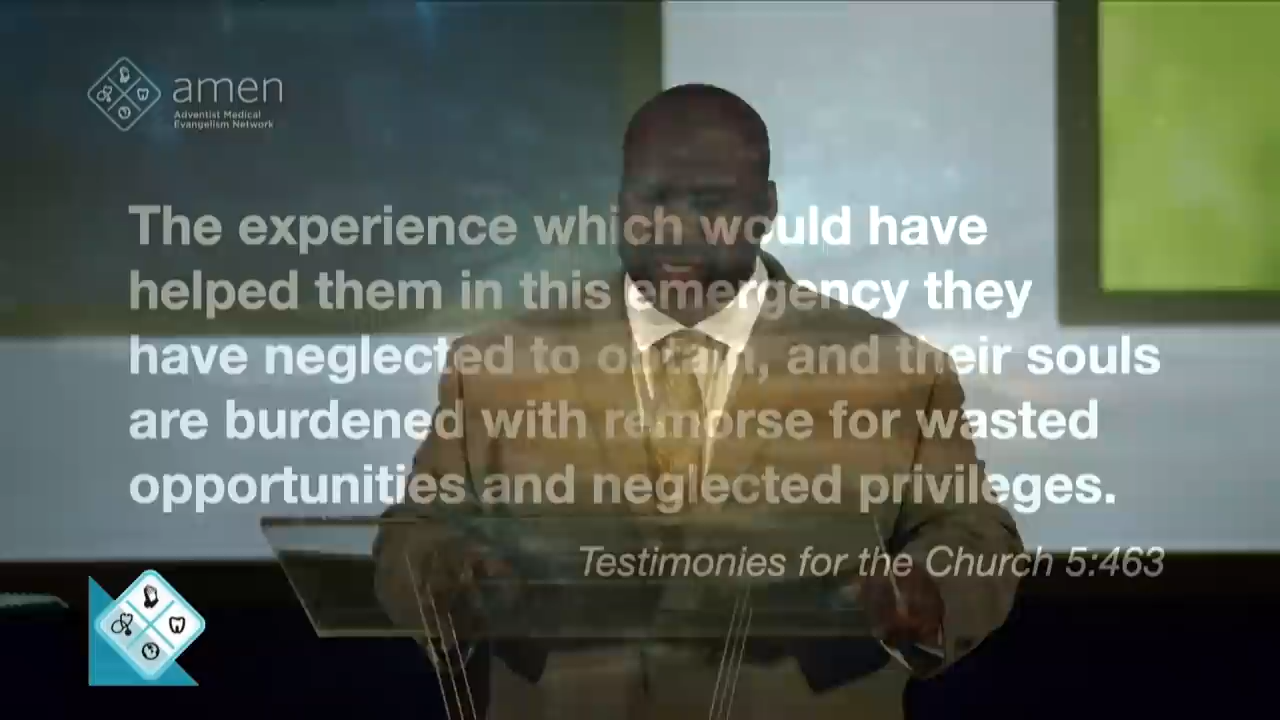 amen
Adventist Medical
Evangelism Network
The experience which would have
helped them in this emergency they
have neglected to obtain, and their souls
are burdened with remorse for wasted
opportunities and neglected privileges.
Testimonies for the Church 5:463